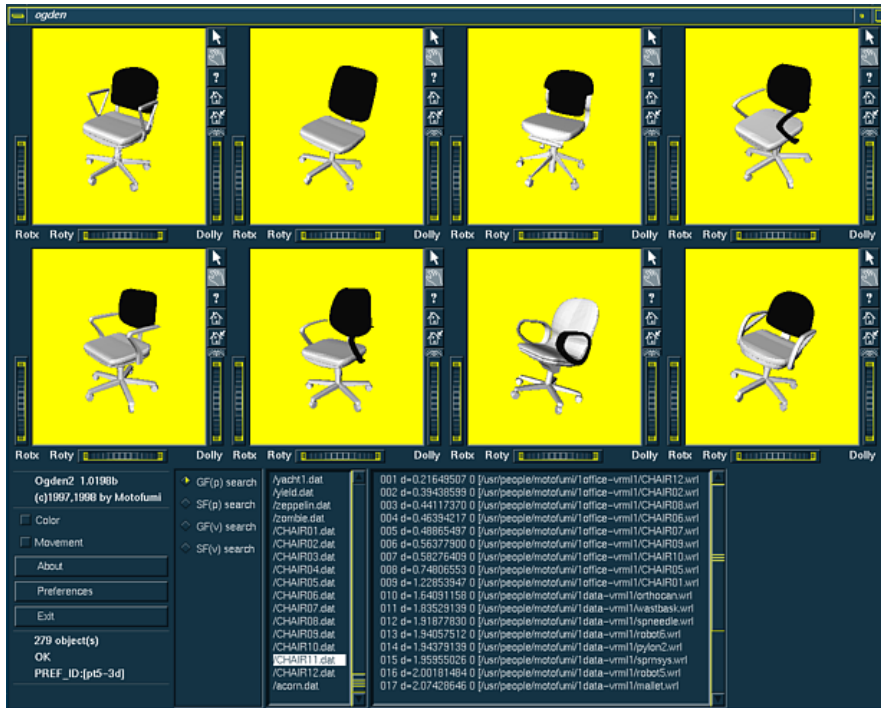 ogden
?
?
?
?
Rotx Roty Dolly Rotx Roty Dolly Rotx Roty Dolly Rotx Roty Dolly
?
?
?
?
Rotx Roty Dolly Rotx Roty Dolly Rotx Roty Dolly Rotx Roty Dolly
Ogden2 1.0198b
(c)1997,1998 by Motofumi
Color
Movement
About
Preferences
Exit
279 object(s)
OK
PREF_ID:[pt5-3d]
GF(p) search
SF(p) search
GF(v) search
SF(v) search
/yacht1.dat
/yield.dat
/zeppelin.dat
/zombie.dat
/CHAIR01.dat
/CHAIR02.dat
/CHAIR03.dat
/CHAIR04.dat
/CHAIR05.dat
/CHAIR06.dat
/CHAIR07.dat
/CHAIR08.dat
/CHAIR09.dat
/CHAIR10.dat
/CHAIR11.dat
/CHAIR12.dat
/acorn.dat
001 d=0.21649507 0 [/usr/people/motofumi/1office-vrml1/CHAIR12.wrl
002 d=0.39438599 0 [/usr/people/motofumi/1office-vrml1/CHAIR02.wrl
003 d=0.44117370 0 [/usr/people/motofumi/1office-vrml1/CHAIR08.wrl
004 d=0.46394217 0 [/usr/people/motofumi/1office-vrml1/CHAIR06.wrl
005 d=0.48865497 0 [/usr/people/motofumi/1office-vrml1/CHAIR07.wrl
006 d=0.56377900 0 [/usr/people/motofumi/1office-vrml1/CHAIR09.wrl
007 d=0.58276409 0 [/usr/people/motofumi/1office-vrml1/CHAIR10.wrl
008 d=0.74806553 0 [/usr/people/motofumi/1office-vrml1/CHAIR05.wrl
009 d=1.22853947 0 [/usr/people/motofumi/1office-vrml1/CHAIR01.wrl
010 d=1.64091158 0 [/usr/people/motofumi/1data-vrml1/orthocan.wrl
011 d=1.83529139 0 [/usr/people/motofumi/1data-vrml1/wastbask.wrl
012 d=1.91877830 0 [/usr/people/motofumi/1data-vrml1/spneedle.wrl
013 d=1.94057512 0 [/usr/people/motofumi/1data-vrml1/robot6.wrl
014 d=1.94379139 0 [/usr/people/motofumi/1data-vrml1/pylon2.wrl
015 d=1.95955026 0 [/usr/people/motofumi/1data-vrml1/sprnsys.wrl
016 d=2.00181484 0 [/usr/people/motofumi/1data-vrml1/robot5.wrl
017 d=2.07428646 0 [/usr/people/motofumi/1data-vrml1/mallet.wrl